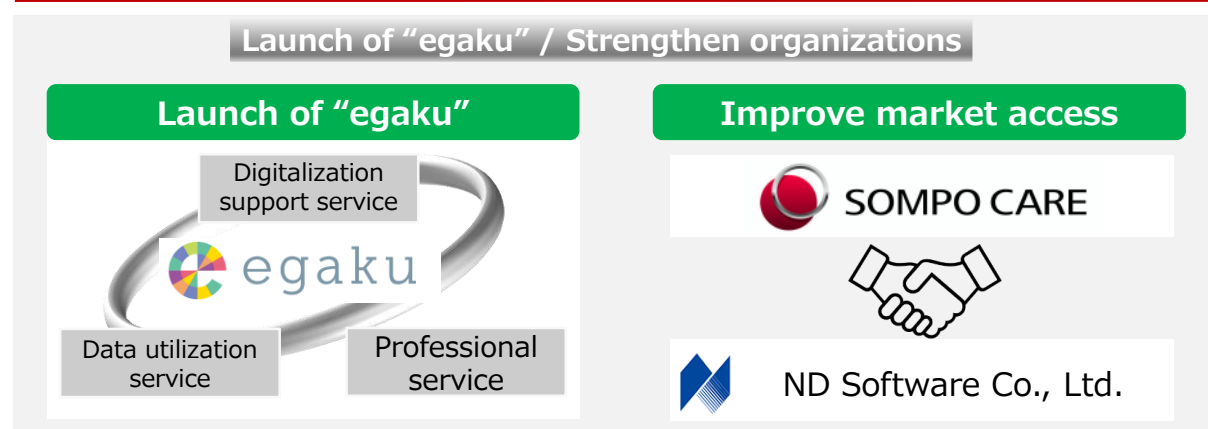 Launch of “egaku” / Strengthen organizations
Launch of “egaku”
Digitalization
support service
egaku
Data utilization
service
Professional
service
Improve market access
SOMPO CARE
ND Software Co., Ltd.